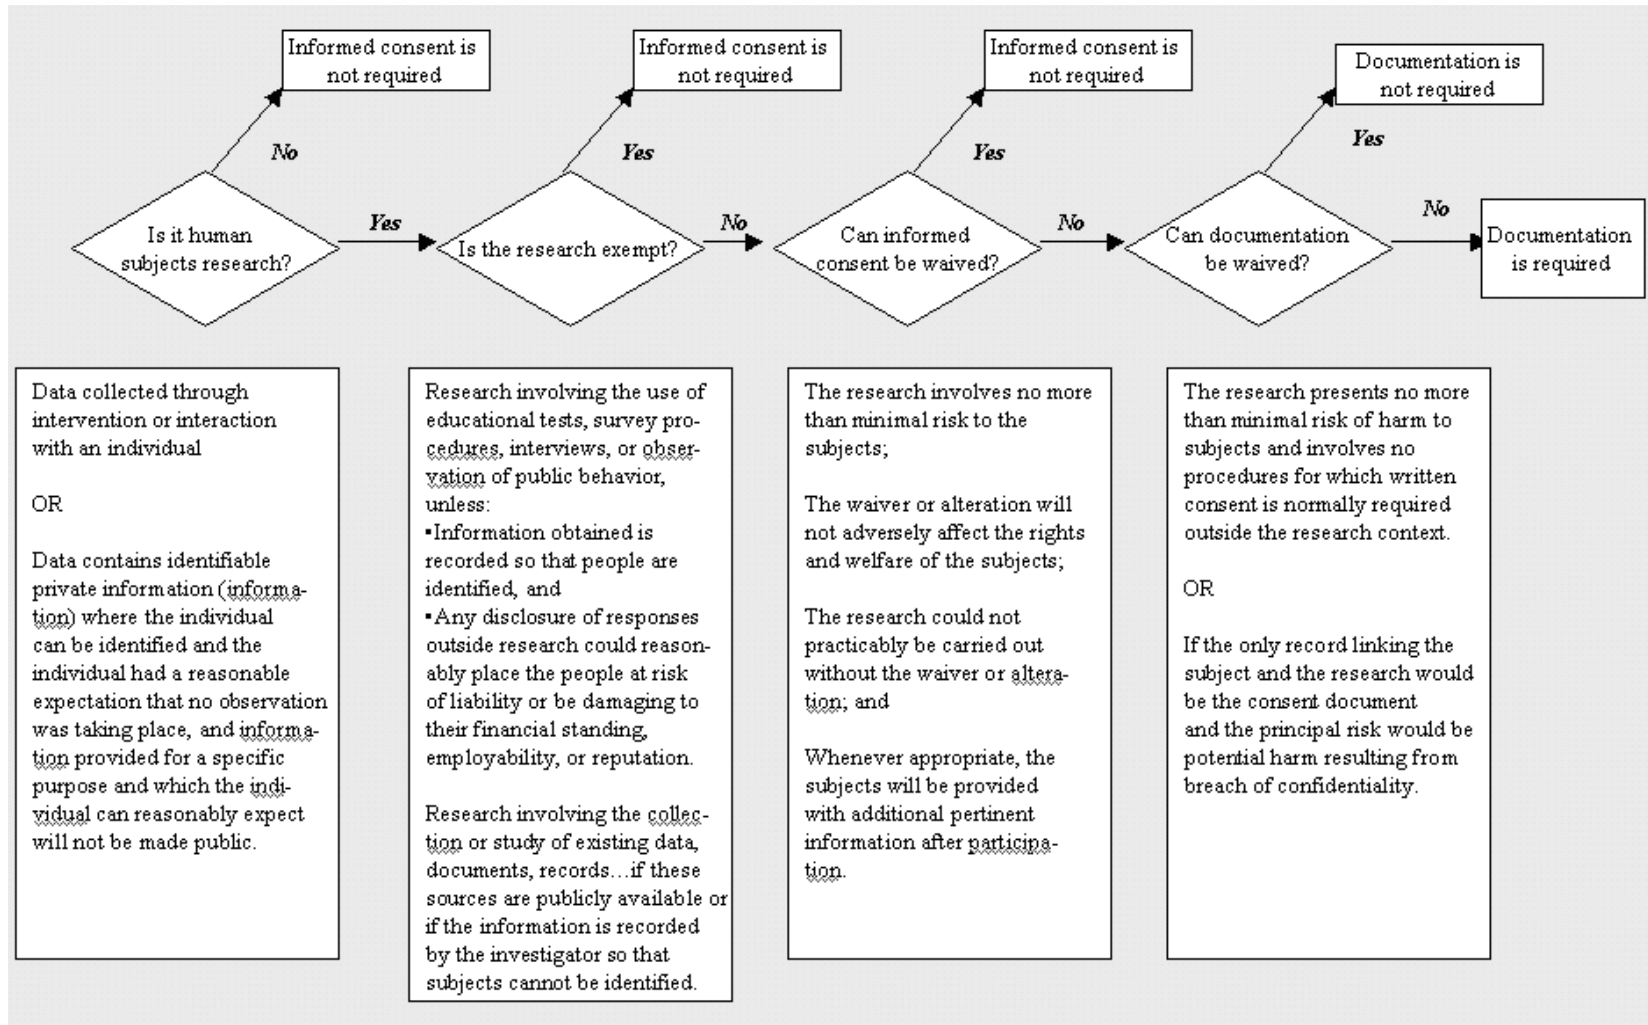 Informed consent is
not required
Informed consent is
not required
Informed consent is
not required
Documentation is
not required
No
Yes
Yes
Yes
Is it human
subjects research?
Yes
Is the research exempt?
No
Can informed
consent be waived?
No
Can documentation
be waived?
No
Documentation
is required
Data collected through
intervention or interaction
with an individual
OR
Data contains identifiable
private information (informa-
tion) where the individual
can be identified and the
individual had a reasonable
expectation that no observation
was taking place, and informa-
tion provided for a specific
purpose and which the indi-
vidual can reasonably expect
will not be made public.
Research involving the use of
educational tests, survey pro-
cedures, interviews, or obser-
vation of public behavior,
unless:
▪Information obtained is
recorded so that people are
identified, and
▪Any disclosure of responses
outside research could reason-
ably place the people at risk
of liability or be damaging to
their financial standing,
employability, or reputation.
Research involving the collec-
tion or study of existing data,
documents, records...if these
sources are publicly available or
if the information is recorded
by the investigator so that
subjects cannot be identified.
The research involves no more
than minimal risk to the
subjects;
The waiver or alteration will
not adversely affect the rights
and welfare of the subjects;
The research could not
practicably be carried out
without the waiver or altera-
tion; and
Whenever appropriate, the
subjects will be provided
with additional pertinent
information after participa-
tion.
The research presents no more
than minimal risk of harm to
subjects and involves no
procedures for which written
consent is normally required
outside the research context.
OR
If the only record linking the
subject and the research would
be the consent document
and the principal risk would be
potential harm resulting from
breach of confidentiality.